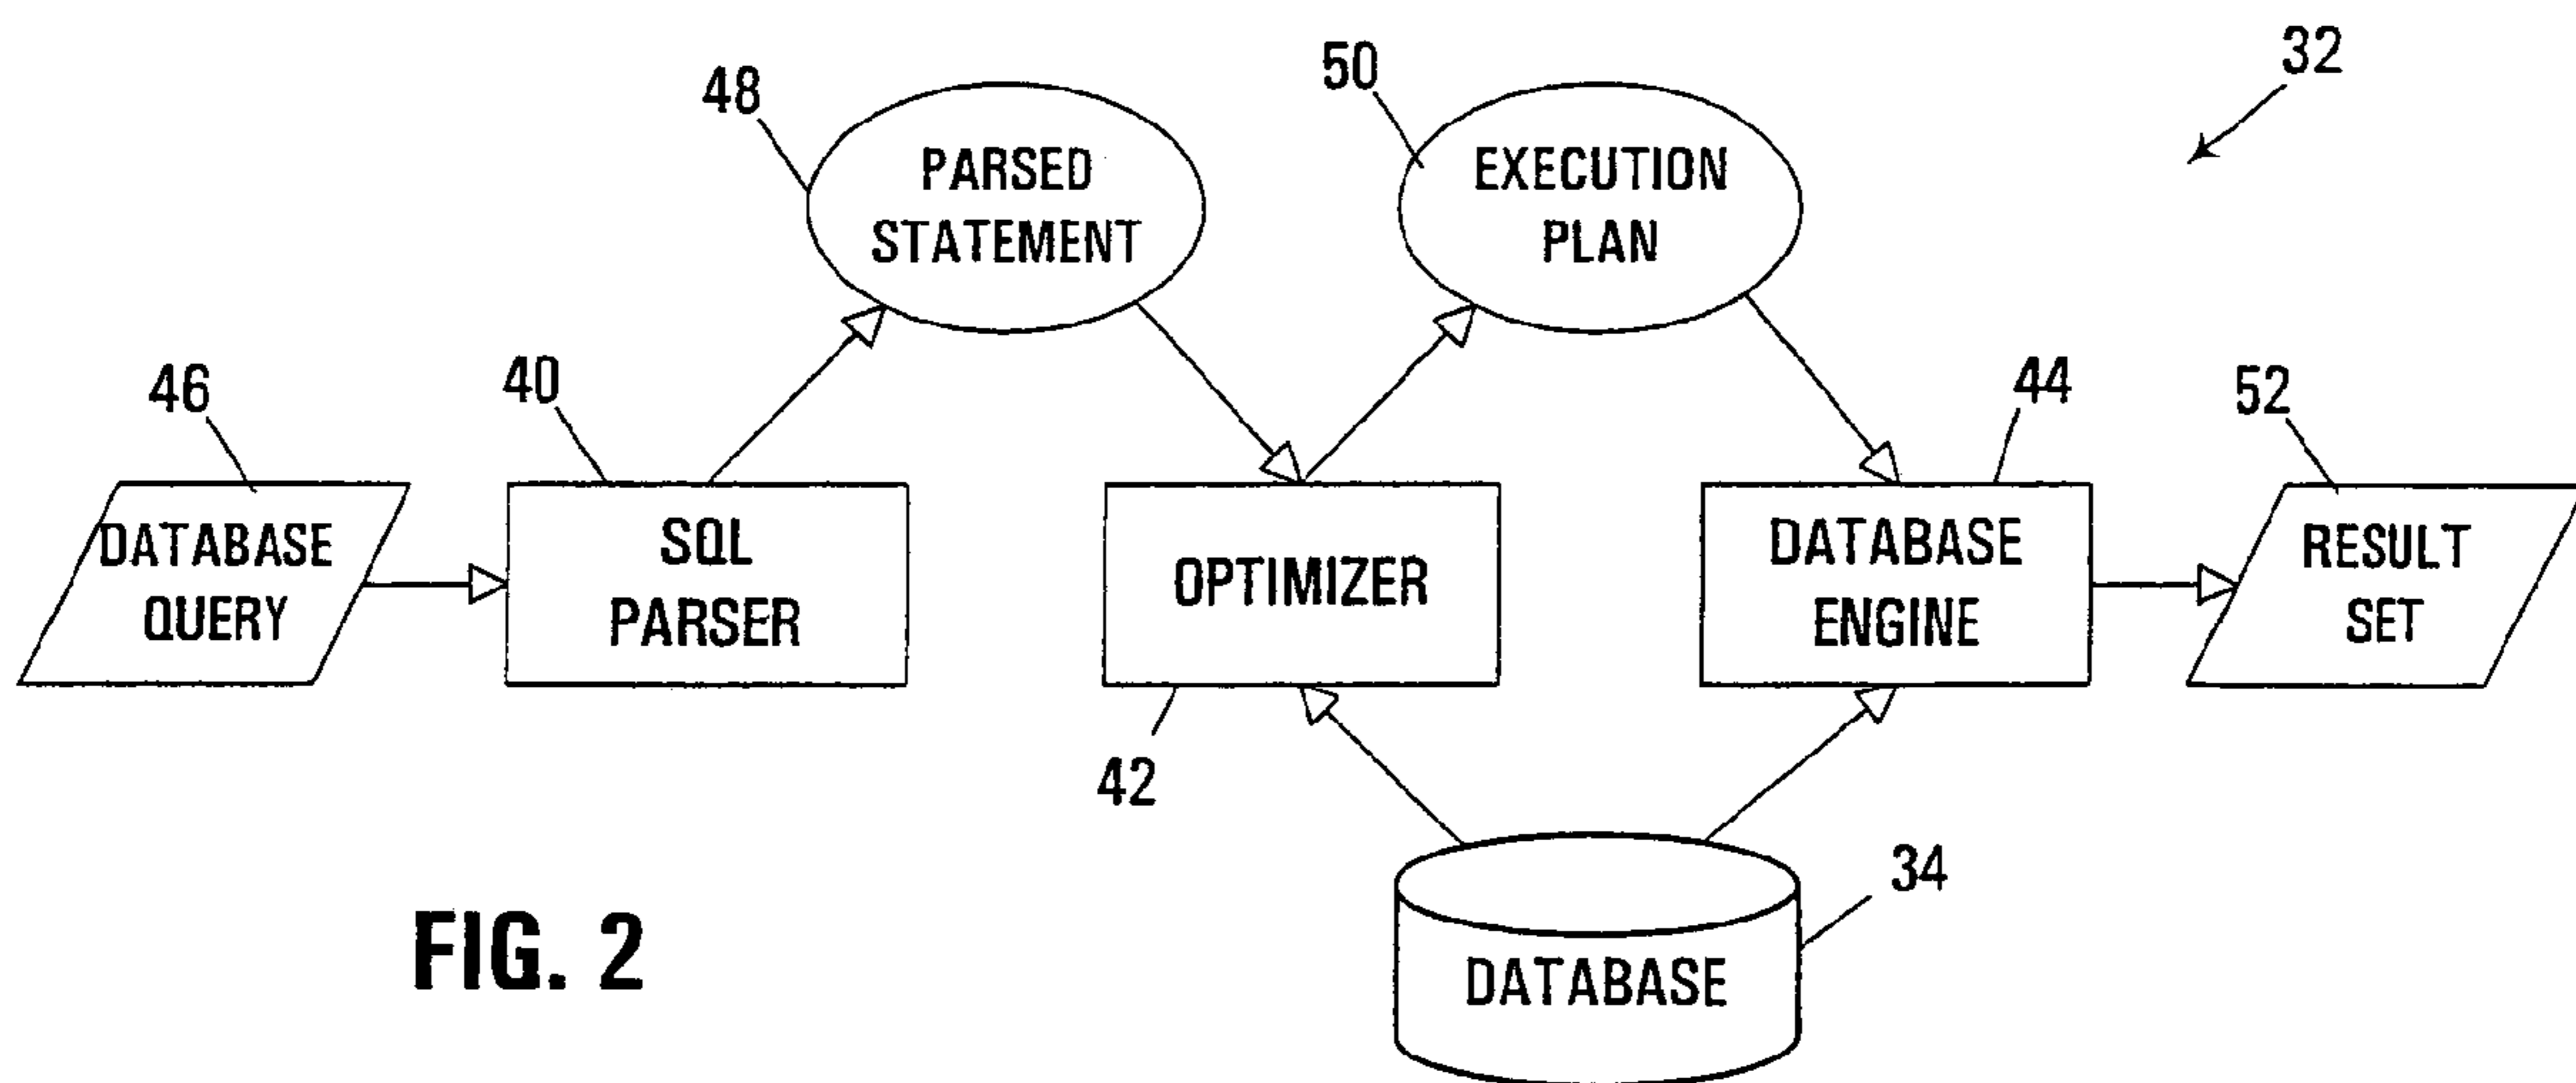 32
50
48
PARSED
STATEMENT
EXECUTION
PLAN
46
40
44
52
DATABASE
QUERY
SQL
PARSER
OPTIMIZER
DATABASE
ENGINE
RESULT
SET
42
34
DATABASE
FIG. 2